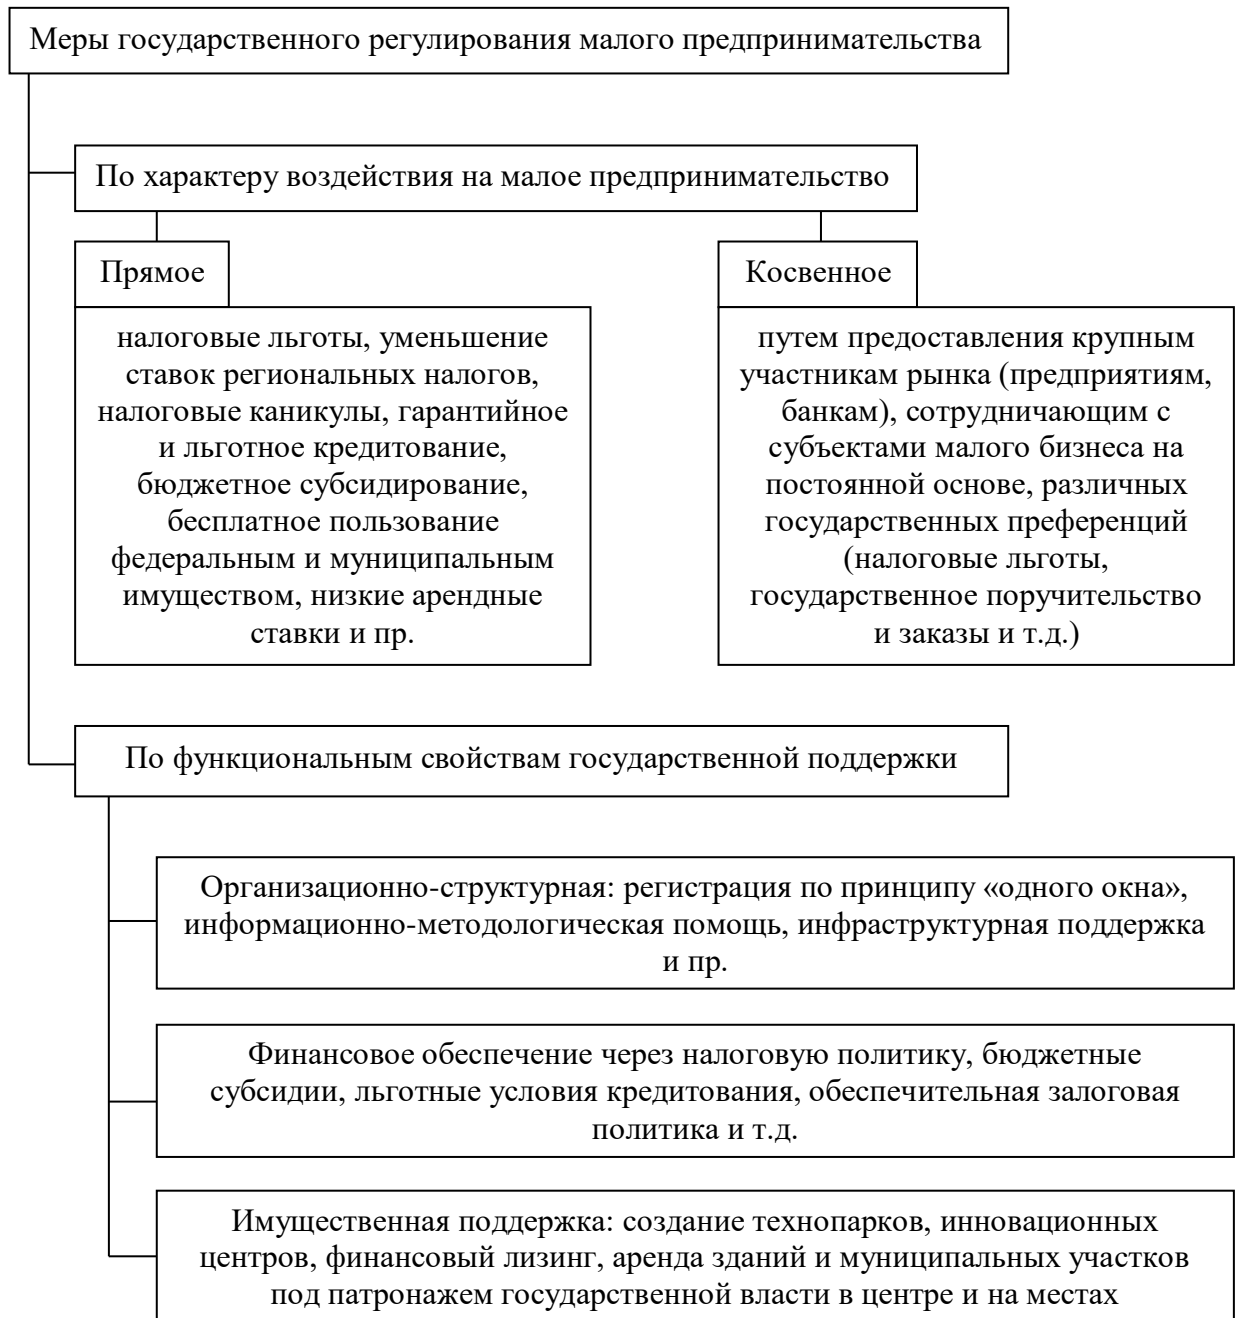 Меры государственного регулирования малого предпринимательства
По характеру воздействия на малое предпринимательство
Прямое
налоговые льготы, уменьшение
ставок региональных налогов,
налоговые каникулы, гарантийное
и льготное кредитование,
бюджетное субсидирование,
бесплатное пользование
федеральным и муниципальным
имуществом, низкие арендные
ставки и пр.
Косвенное
путем предоставления крупным
участникам рынка (предприятиям,
банкам), сотрудничающим с
субъектами малого бизнеса на
постоянной основе, различных
государственных преференций
(налоговые льготы,
государственное поручительство
и заказы и т.д.)
По функциональным свойствам государственной поддержки
Организационно-структурная: регистрация по принципу «одного окна»,
информационно-методологическая помощь, инфраструктурная поддержка
и пр.
Финансовое обеспечение через налоговую политику, бюджетные
субсидии, льготные условия кредитования, обеспечительная залоговая
политика и т.д.
Имущественная поддержка: создание технопарков, инновационных
центров, финансовый лизинг, аренда зданий и муниципальных участков
под патронажем государственной власти в центре и на местах